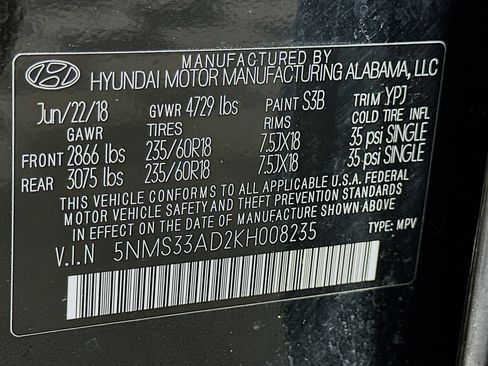 MANUFACTURED BY
HYUNDAI MOTOR MANUFACTURING ALABAMA, LLC
Jun/22/18 GVWR 4729 lbs PAINT S3B TRIM YPJ
GAWR TIRES RIMS COLD TIRE INFL
FRONT 2866 lbs 235/60R18 7.5JX18 35 psi SINGLE
REAR 3075 lbs 235/60R18 7.5JX18 35 psi SINGLE
THIS VEHICLE CONFORMS TO ALL APPLICABLE U.S.A. FEDERAL
MOTOR VEHICLE SAFETY AND THEFT PREVENTION STANDARDS
IN EFFECT ON THE DATE OF MANUFACTURE SHOWN ABOVE.
V.I.N 5NMS33AD2KH008235 TYPE: MPV